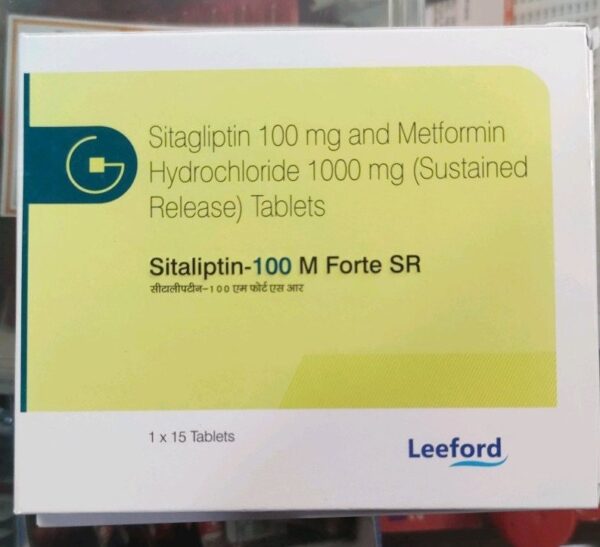 Sitagliptin 100 mg and Metformin
Hydrochloride 1000 mg (Sustained
Release) Tablets
Sitaliptin-100 M Forte SR
सीटालीपटीन-100 एम फोर्ट एस आर
1 x 15 Tablets
Leeford